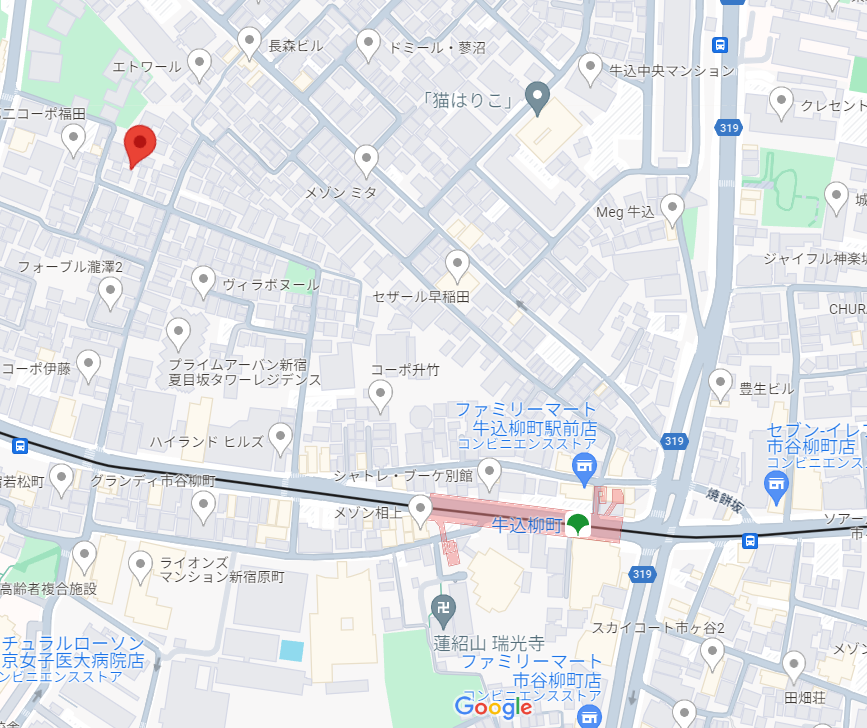 長森ビル
ドミール・蓼沼
エトワール
牛込中央マンション
「猫はりこ」
クレセント
319
二コーポ福田
メゾン ミタ
Meg 牛込
城
ジャイフル神楽坂
フォーブル瀧澤2
ヴィラボヌール
セザール早稲田
CHUR
コーポ伊藤
プライムアーバン新宿
夏目坂タワーレジデンス
コーポ升竹
豊生ビル
ファミリーマート
牛込柳町駅前店
コンビニエンスストア
ハイランド ヒルズ
319
セブン-イレブ
市谷柳町店
コンビニエンス
シャトレ・ブーケ別館
若松町
グランディ市谷柳町
焼餅坂
メゾン相上
牛込柳町
ソアー
市
ライオンズ
マンション新宿原町
高齢者複合施設
319
スカイコート市ヶ谷2
蓮紹山 瑞光寺
チュラルローソン
京女子医大病院店
ンビニエンスストア
ファミリーマート
市谷柳町店
コンビニエンスストア
メゾン
田畑荘
Google